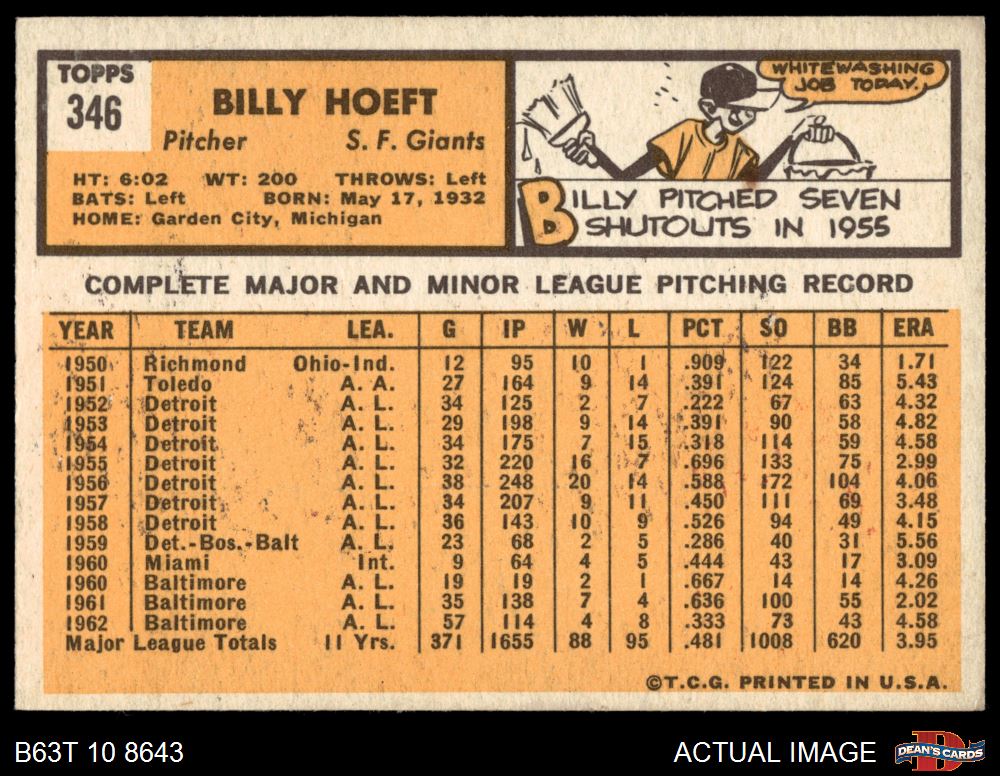 TOPPS
346
BILLY HOEFT
Pitcher S. F. Giants
HT: 6:02 WT: 200 THROWS: Left
BATS: Left BORN: May 17, 1932
HOME: Garden City, Michigan
WHITEWASHING
JOB TODAY.
BILLY PITCHED SEVEN
SHUTOUTS IN 1955
COMPLETE MAJOR AND MINOR LEAGUE PITCHING RECORD
YEAR TEAM LEA. G IP W L PCT SO BB ERA
1950 Richmond Ohio-Ind. 12 95 10 1 .909 122 34 1.71
1951 Toledo A. A. 27 164 9 14 .391 124 85 5.43
1952 Detroit A. L. 34 125 2 7 .222 67 63 4.32
1953 Detroit A. L. 29 198 9 14 .391 90 58 4.82
1954 Detroit A. L. 34 175 7 15 .318 114 59 4.58
1955 Detroit A. L. 32 220 16 7 .696 133 75 2.99
1956 Detroit A. L. 38 248 20 14 .588 172 104 4.06
1957 Detroit A. L. 34 207 9 11 .450 111 69 3.48
1958 Detroit A. L. 36 143 10 9 .526 94 49 4.15
1959 Det.-Bos.-Balt A. L. 23 68 2 5 .286 40 31 5.56
1960 Miami Int. 9 64 4 5 .444 43 17 3.09
1960 Baltimore A. L. 19 19 2 1 .667 14 14 4.26
1961 Baltimore A. L. 35 138 7 4 .636 100 55 2.02
1962 Baltimore A. L. 57 114 4 8 .333 73 43 4.58
Major League Totals 11 Yrs. 371 1655 88 95 .481 1008 620 3.95
©T.C.G. PRINTED IN U.S.A.
B63T 10 8643 ACTUAL IMAGE DEAN'S CARDS